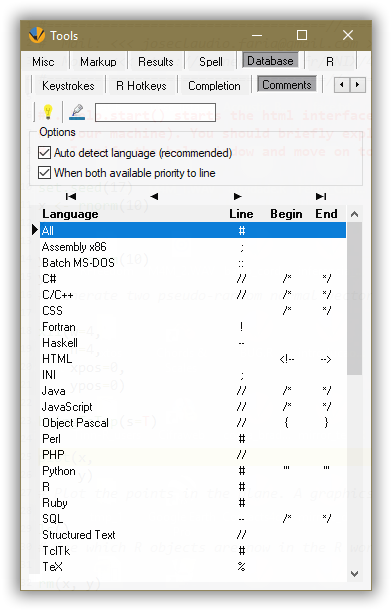 Tools
Misc Markup Results Spell Database R
Keystrokes R Hotkeys Completion Comments
Options
Auto detect language (recommended)
When both available priority to line
Language Line Begin End
All #
Assembly x86 ;
Batch MS-DOS ::
C# // /* */
C/C++ // /* */
CSS /* */
Fortran !
Haskell --
HTML <!-- -->
INI ;
Java // /* */
JavaScript // /* */
Object Pascal // { }
Perl #
PHP //
Python # ''' '''
R #
Ruby #
SQL -- /* */
Structured Text //
TclTk #
TeX %